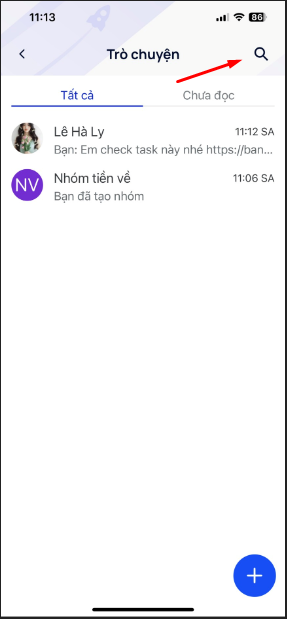 11:13
86
Trò chuyện
Tất cả
Chưa đọc
Lê Hà Ly
11:12 SA
Bạn: Em check task này nhé https://ban...
NV
Nhóm tiền về
11:06 SA
Bạn đã tạo nhóm